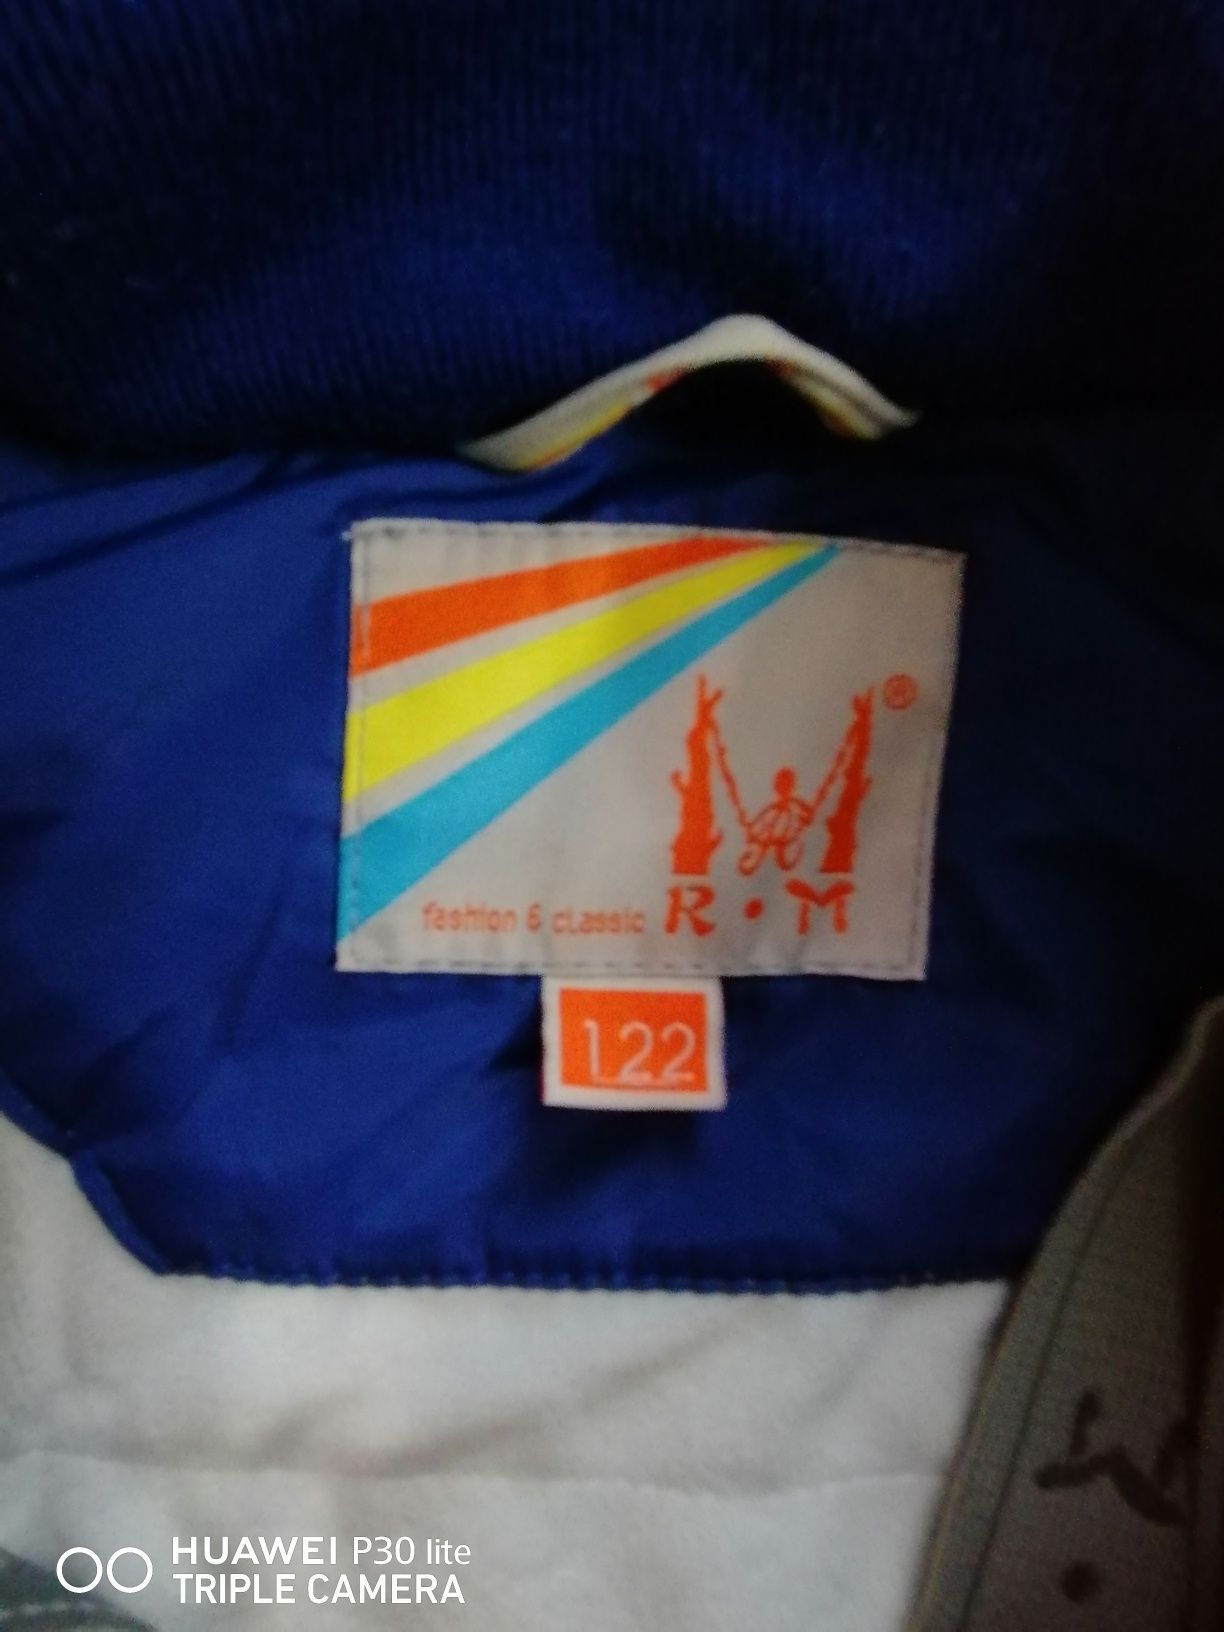 ®
fashion & classic R • M
122
HUAWEI P30 lite
TRIPLE CAMERA